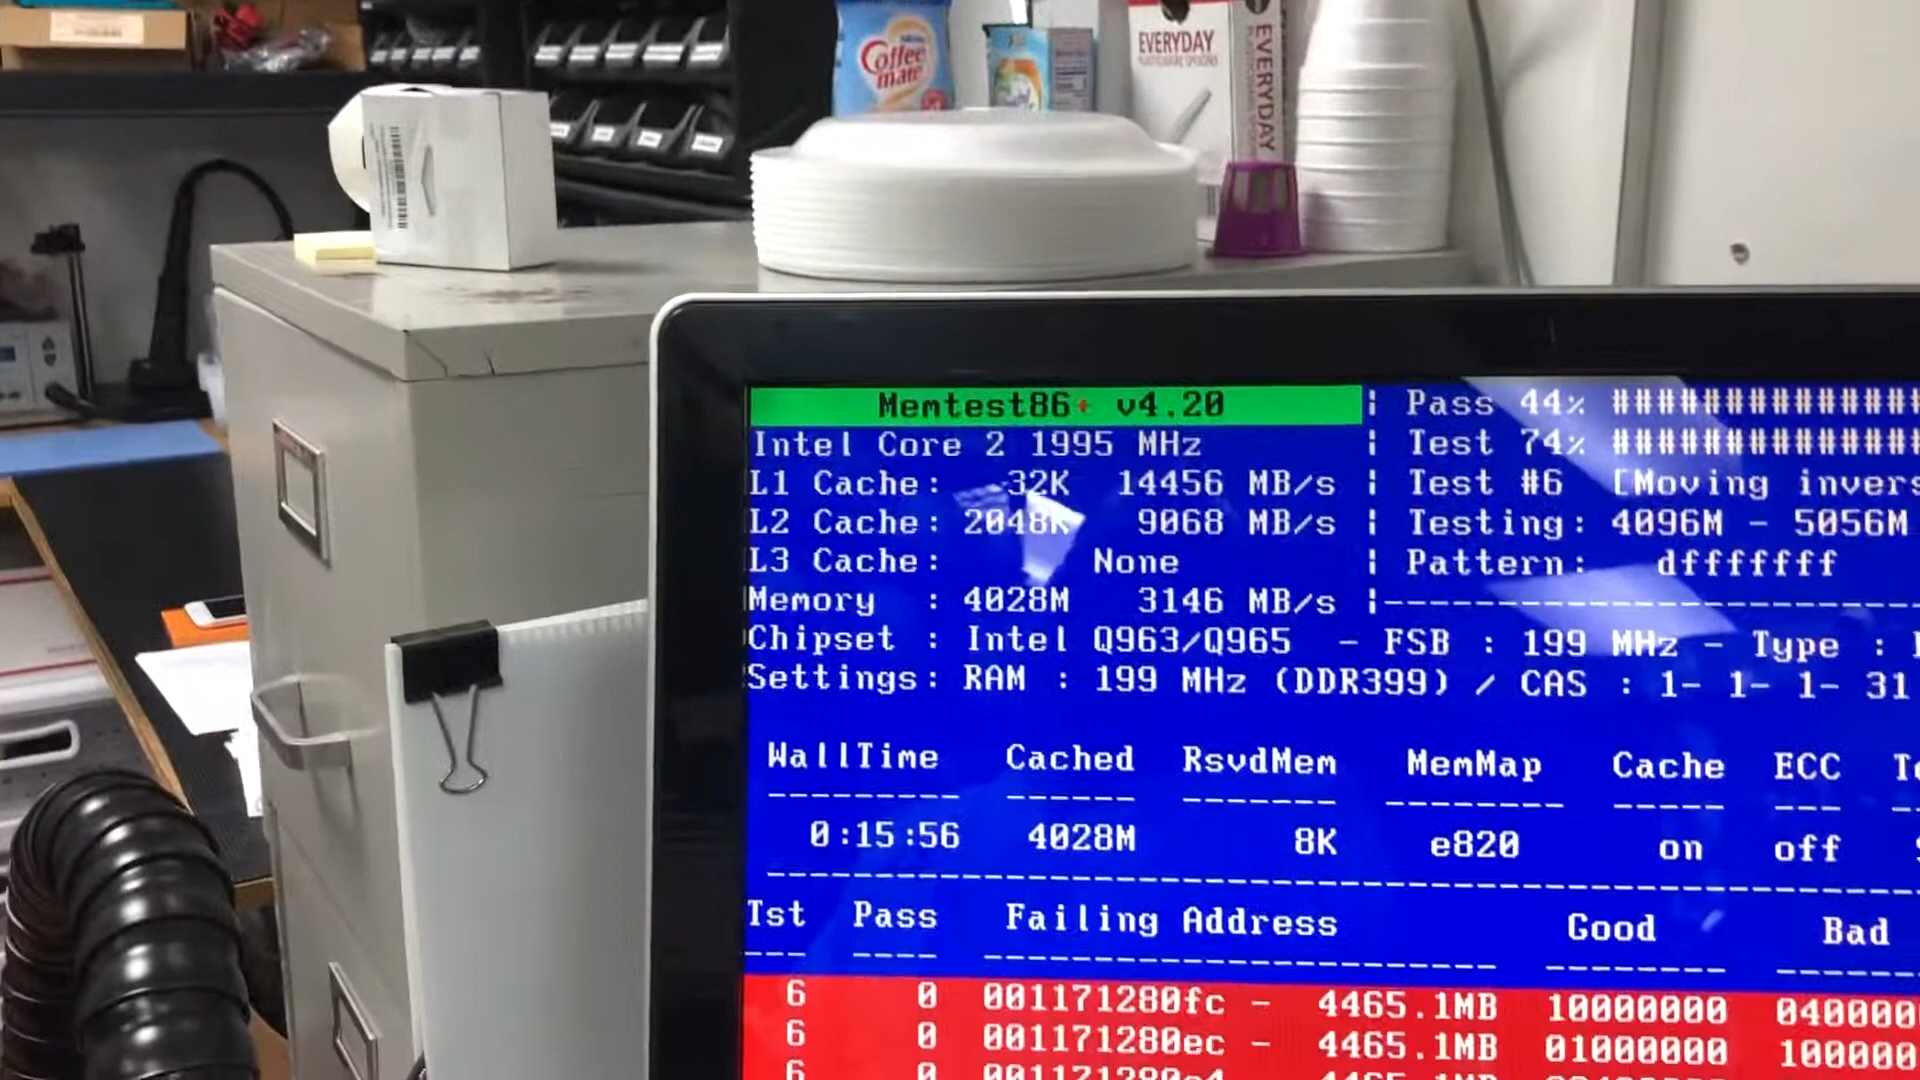 Coffee
mate
EVERYDAY
EVERYDAY
Memtest86+ v4.20
Intel Core 2 1995 MHz
L1 Cache: 32K 14456 MB/s
L2 Cache: 2048K 9068 MB/s
L3 Cache: None
Memory : 4028M 3146 MB/s
Chipset : Intel Q963/Q965 - FSB : 199 MHz - Type :
Settings: RAM : 199 MHz (DDR399) / CAS : 1- 1- 1- 31
Pass 44% ##############
Test 74% ##############
Test #6 [Moving invers
Testing: 4096M - 5056M
Pattern: dfffffff
WallTime Cached RsvdMem MemMap Cache ECC
0:15:56 4028M 8K e820 on off
Tst Pass Failing Address Good Bad
6 0 001171280fc - 4465.1MB 10000000 040000
6 0 001171280ec - 4465.1MB 01000000 100000